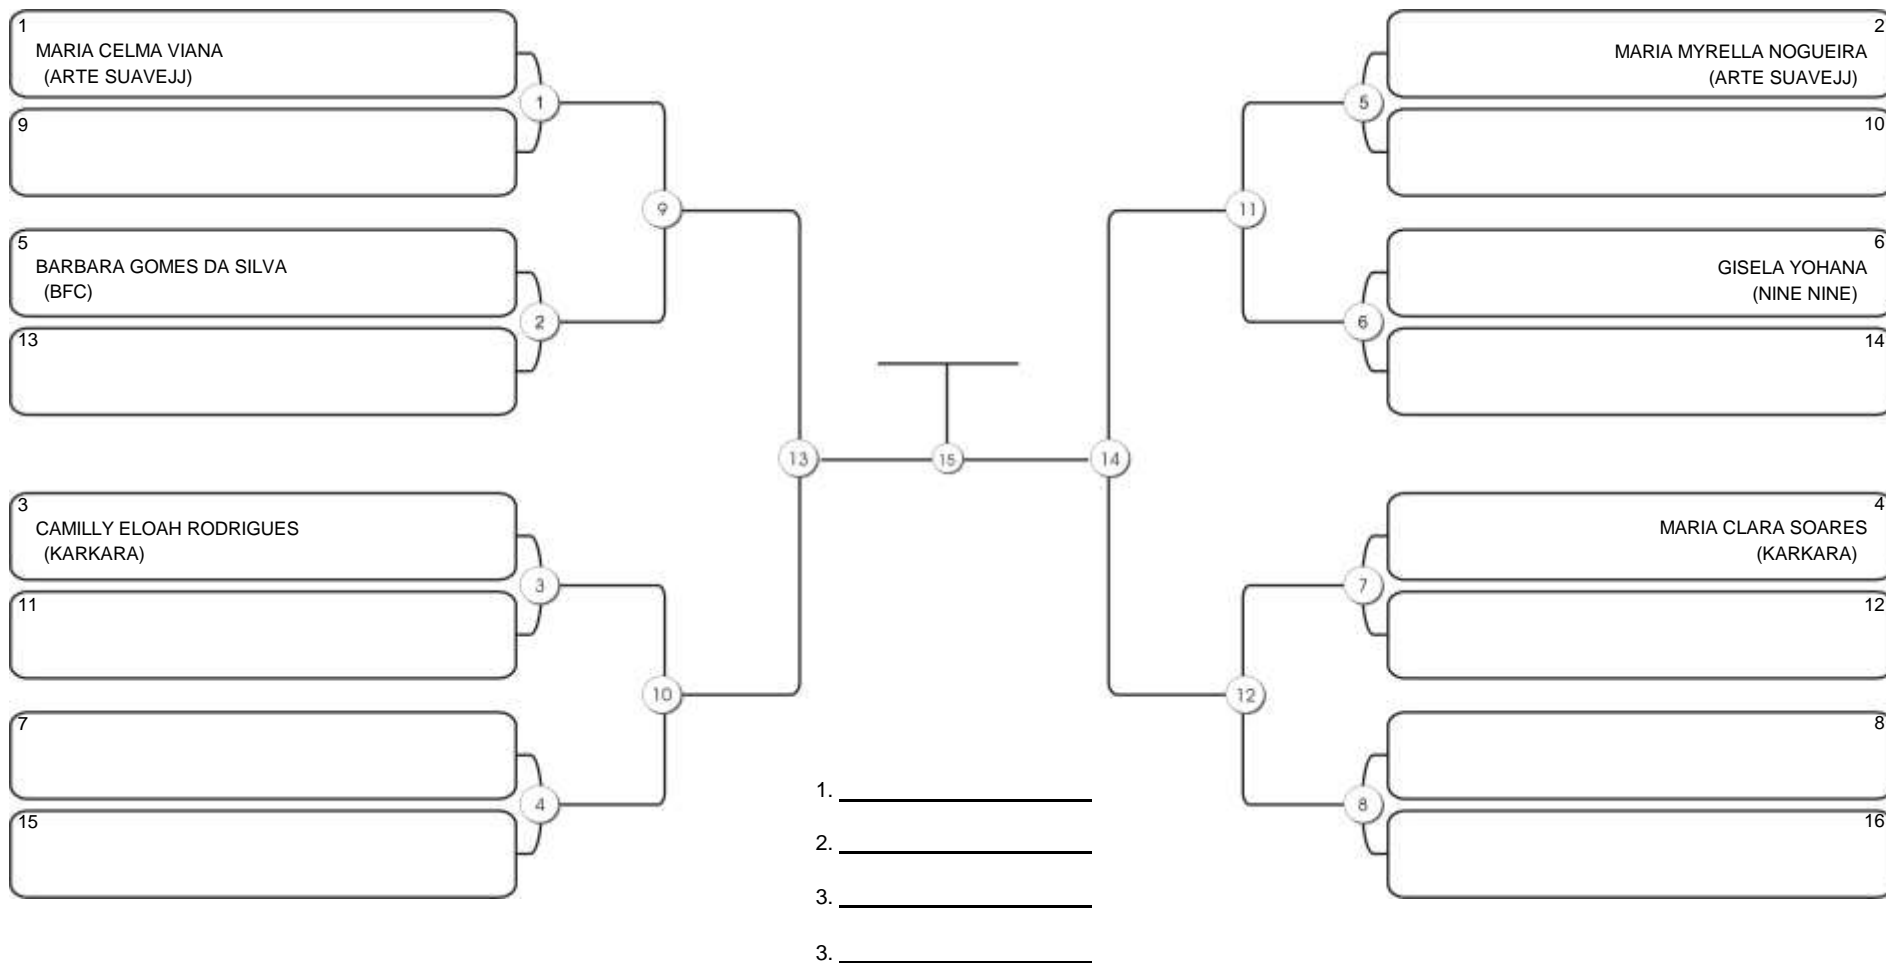 1
MARIA CELMA VIANA
(ARTE SUAVEJJ)
9
5
BARBARA GOMES DA SILVA
(BFC)
13
3
CAMILLY ELOAH RODRIGUES
(KARKARA)
11
7
15
1
2
3
4
9
10
13
15
14
11
12
5
6
7
8
2
MARIA MYRELLA NOGUEIRA
(ARTE SUAVEJJ)
10
6
GISELA YOHANA
(NINE NINE)
14
4
MARIA CLARA SOARES
(KARKARA)
12
8
16
1.
2.
3.
3.